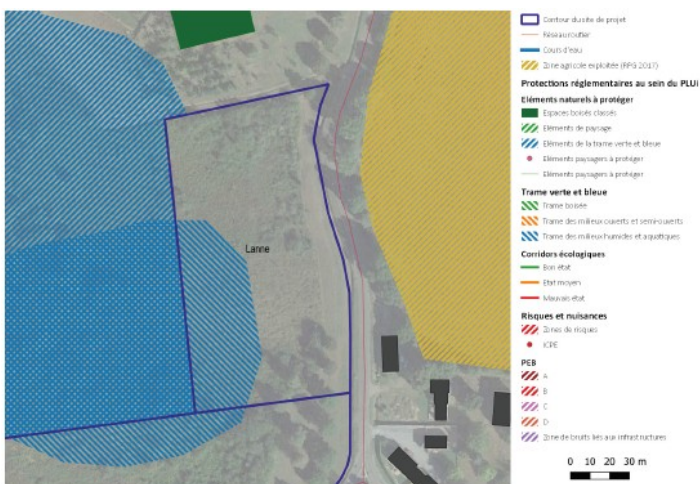 Lanne
Contour du site de projet
Réseau routier
Cours d'eau
Zone agricole exploitée (RPG 2017)
Protections réglementaires au sein du PLUi
Eléments naturels à protéger
Espaces boisés classés
Eléments de paysage
Eléments de la trame verte et bleue
Eléments paysagers à protéger
Eléments paysagers à protéger
Trame verte et bleue
Trame boisée
Trame des milieux ouverts et semi-ouverts
Trame des milieux humides et aquatiques
Corridors écologiques
Bon état
Etat moyen
Mauvais état
Risques et nuisances
Zones de risques
ICPE
PEB
A
B
C
D
Zone de bruits liés aux infrastructures
0 10 20 30 m